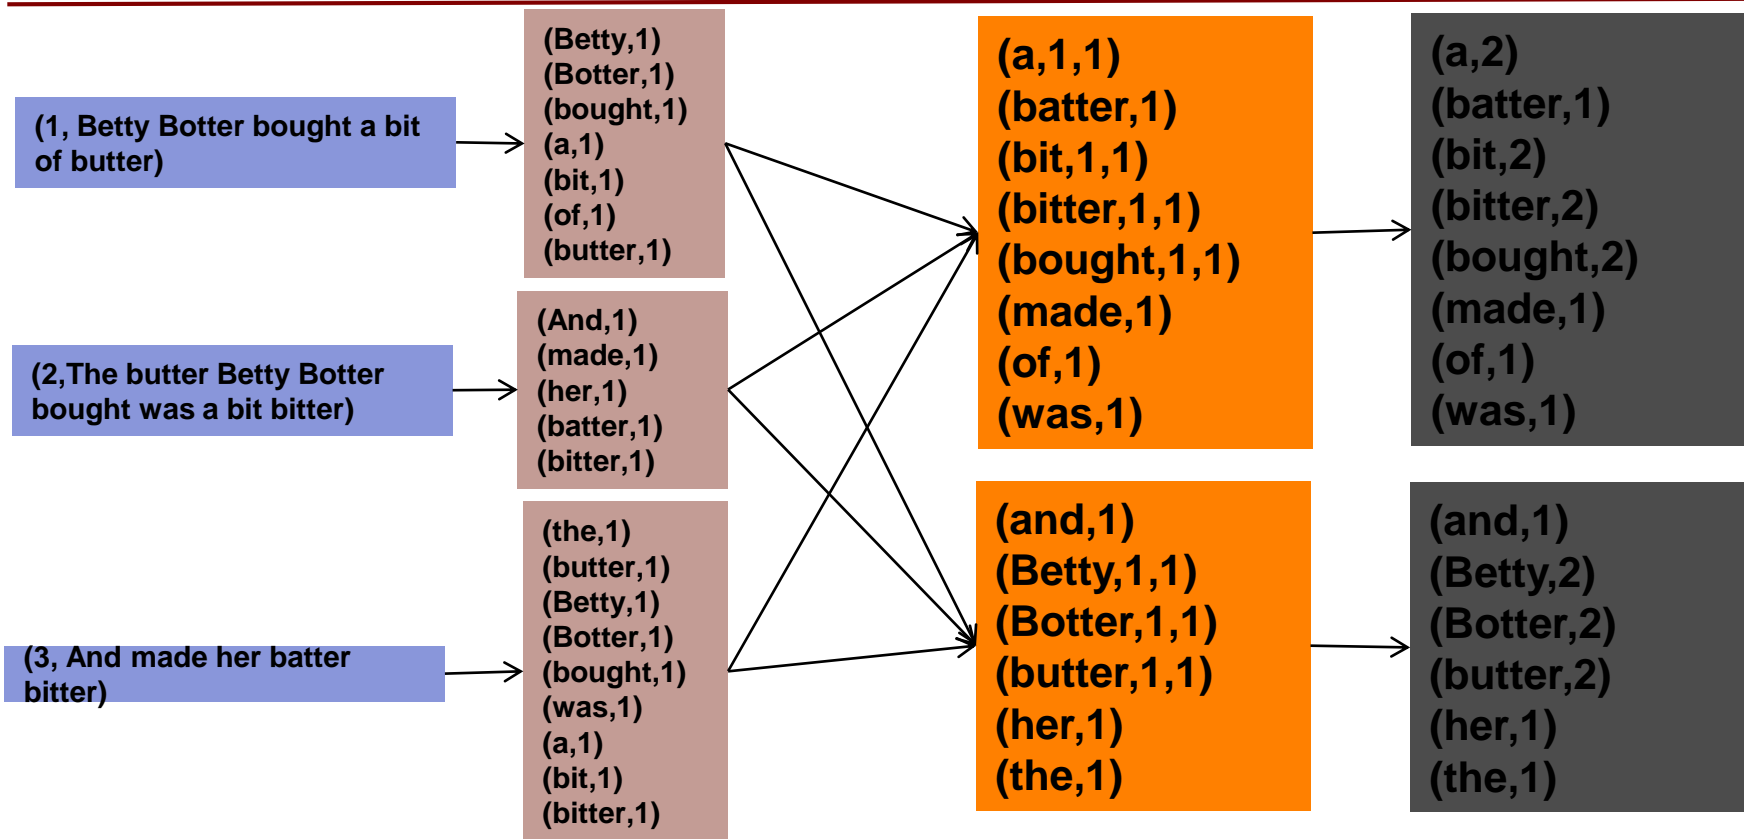 (1, Betty Botter bought a bit
of butter)
(2,The butter Betty Botter
bought was a bit bitter)
(3, And made her batter
bitter)
(Betty,1)
(Botter,1)
(bought,1)
(a,1)
(bit,1)
(of,1)
(butter,1)
(And,1)
(made,1)
(her,1)
(batter,1)
(bitter,1)
(the,1)
(butter,1)
(Betty,1)
(Botter,1)
(bought,1)
(was,1)
(a,1)
(bit,1)
(bitter,1)
(a,1,1)
(batter,1)
(bit,1,1)
(bitter,1,1)
(bought,1,1)
(made,1)
(of,1)
(was,1)
(and,1)
(Betty,1,1)
(Botter,1,1)
(butter,1,1)
(her,1)
(the,1)
(a,2)
(batter,1)
(bit,2)
(bitter,2)
(bought,2)
(made,1)
(of,1)
(was,1)
(and,1)
(Betty,2)
(Botter,2)
(butter,2)
(her,1)
(the,1)